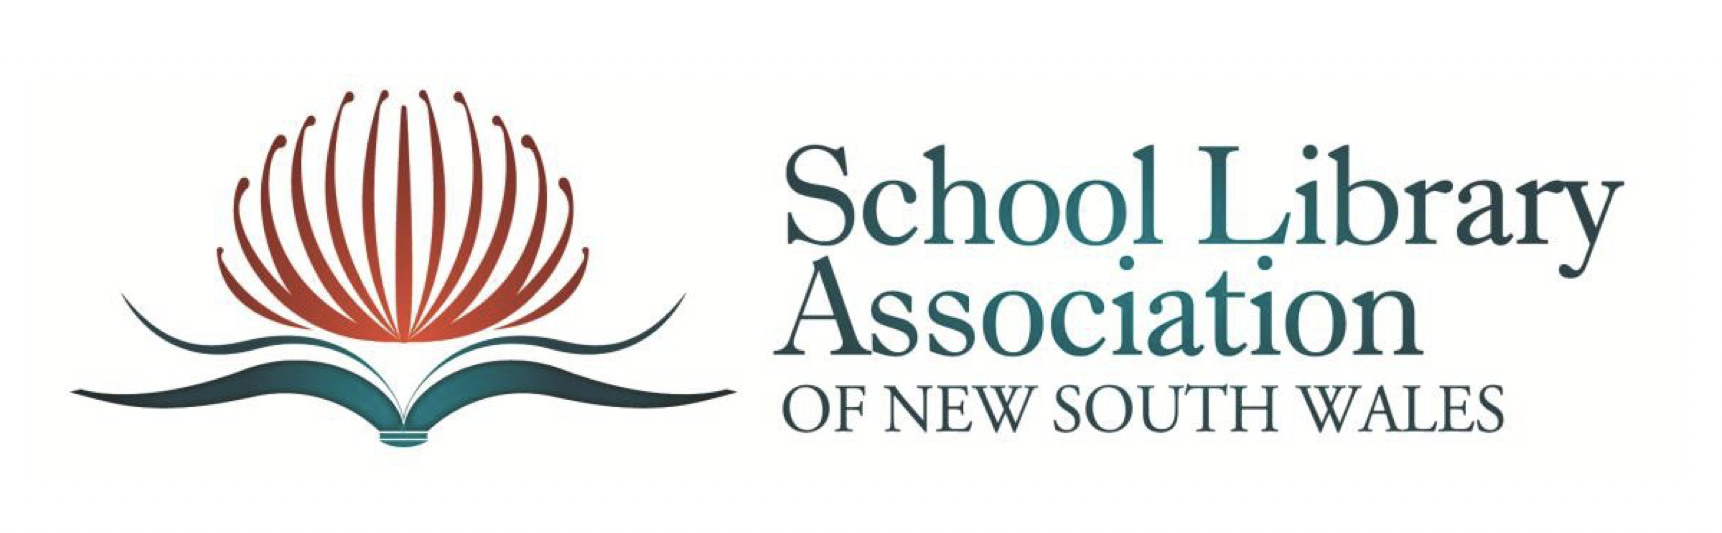 School Library
Association
OF NEW SOUTH WALES